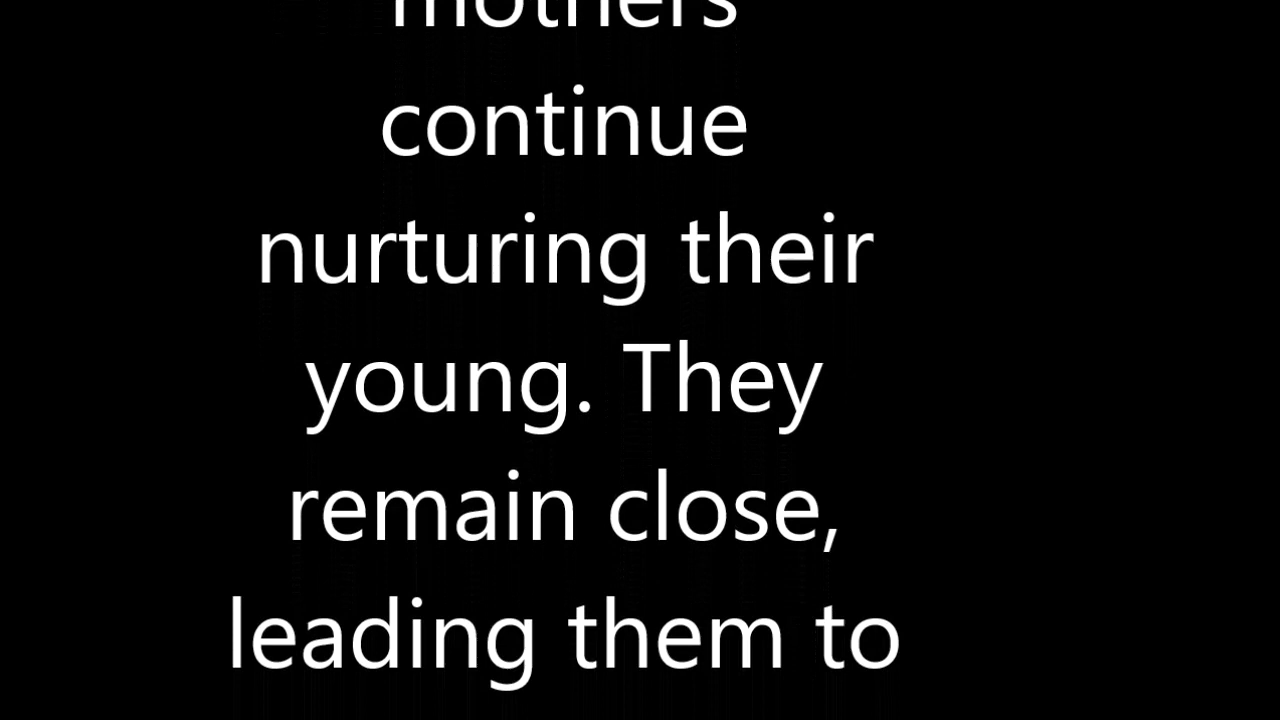 mothers
continue
nurturing their
young. They
remain close,
leading them to